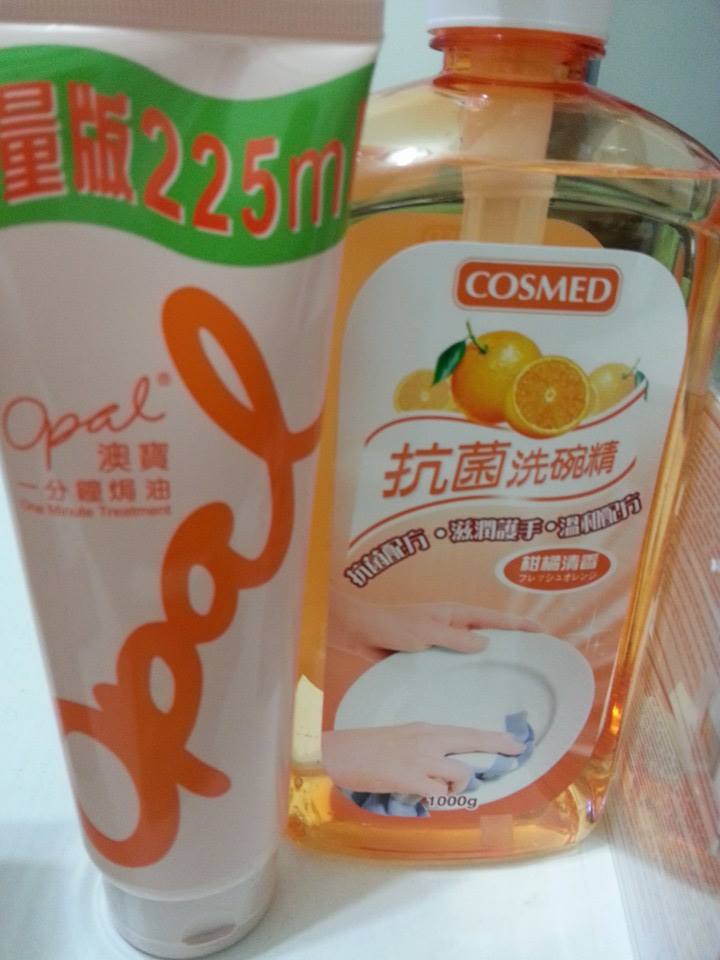 量版225m
Opal®
澳寶
一分鐘焗油
One Minute Treatment
Opal
COSMED
抗菌洗碗精
抗菌配方・滋潤護手・溫和配方
柑橘清香
フレッシュオレンジ
1000g